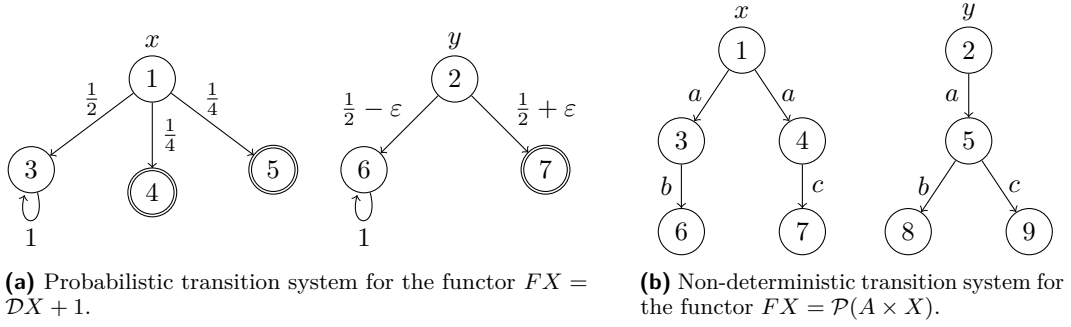 x
1
1/2
1/4
1/4
3
4
5
1
y
2
1/2 − ε
1/2 + ε
6
7
1
(a) Probabilistic transition system for the functor FX =
𝒟X + 1.
x
1
a
a
3
4
b
c
6
7
y
2
a
5
b
c
8
9
(b) Non-deterministic transition system for
the functor FX = 𝒫(A × X).